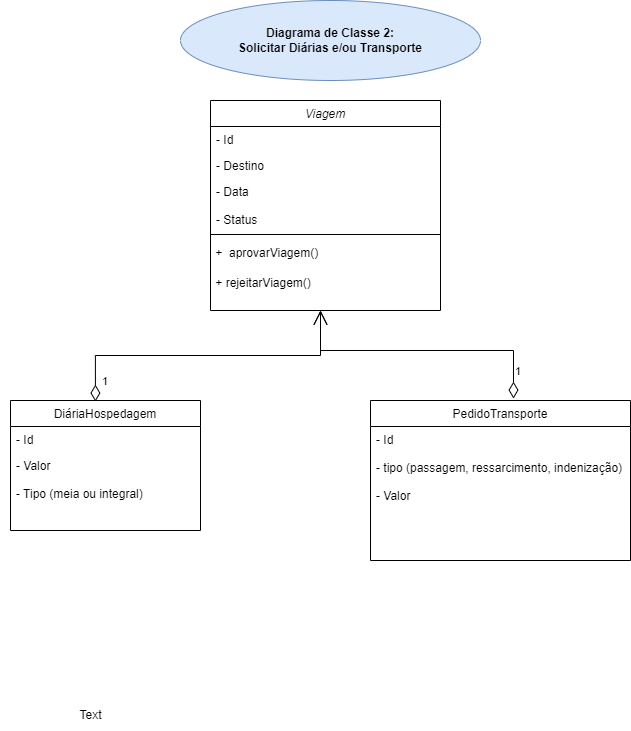 Diagrama de Classe 2:
Solicitar Diárias e/ou Transporte
Viagem
- Id
- Destino
- Data
- Status
+ aprovarViagem()
+ rejeitarViagem()
1
1
DiáriaHospedagem
- Id
- Valor
- Tipo (meia ou integral)
PedidoTransporte
- Id
- tipo (passagem, ressarcimento, indenização)
- Valor
Text